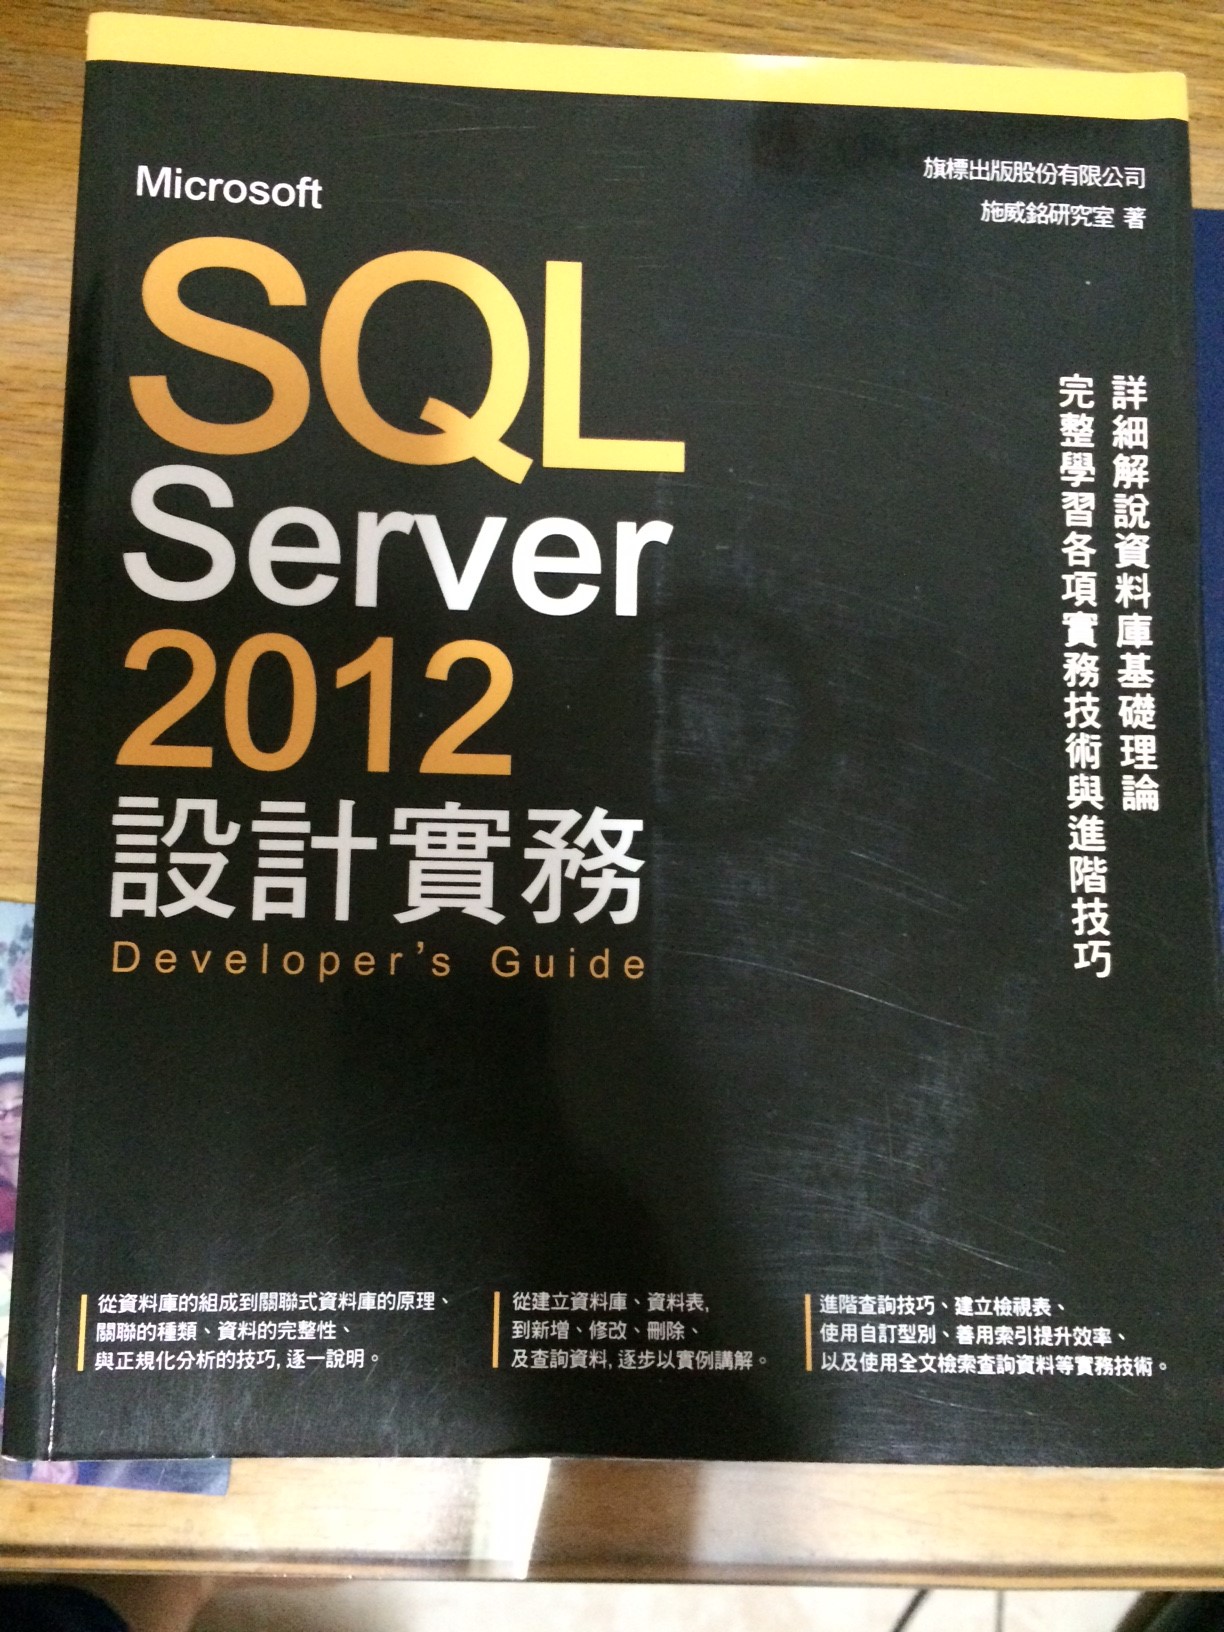 Microsoft
SQL
Server
2012
設計實務
Developer's Guide
旗標出版股份有限公司
施威銘研究室 著
詳細解說資料庫基礎理論
完整學習各項實務技術與進階技巧
從資料庫的組成到關聯式資料庫的原理、
關聯的種類、資料的完整性、
與正規化分析的技巧, 逐一說明。
從建立資料庫、資料表,
到新增、修改、刪除、
及查詢資料, 逐步以實例講解。
進階查詢技巧、建立檢視表、
使用自訂型別、善用索引提升效率、
以及使用全文檢索查詢資料等實務技術。